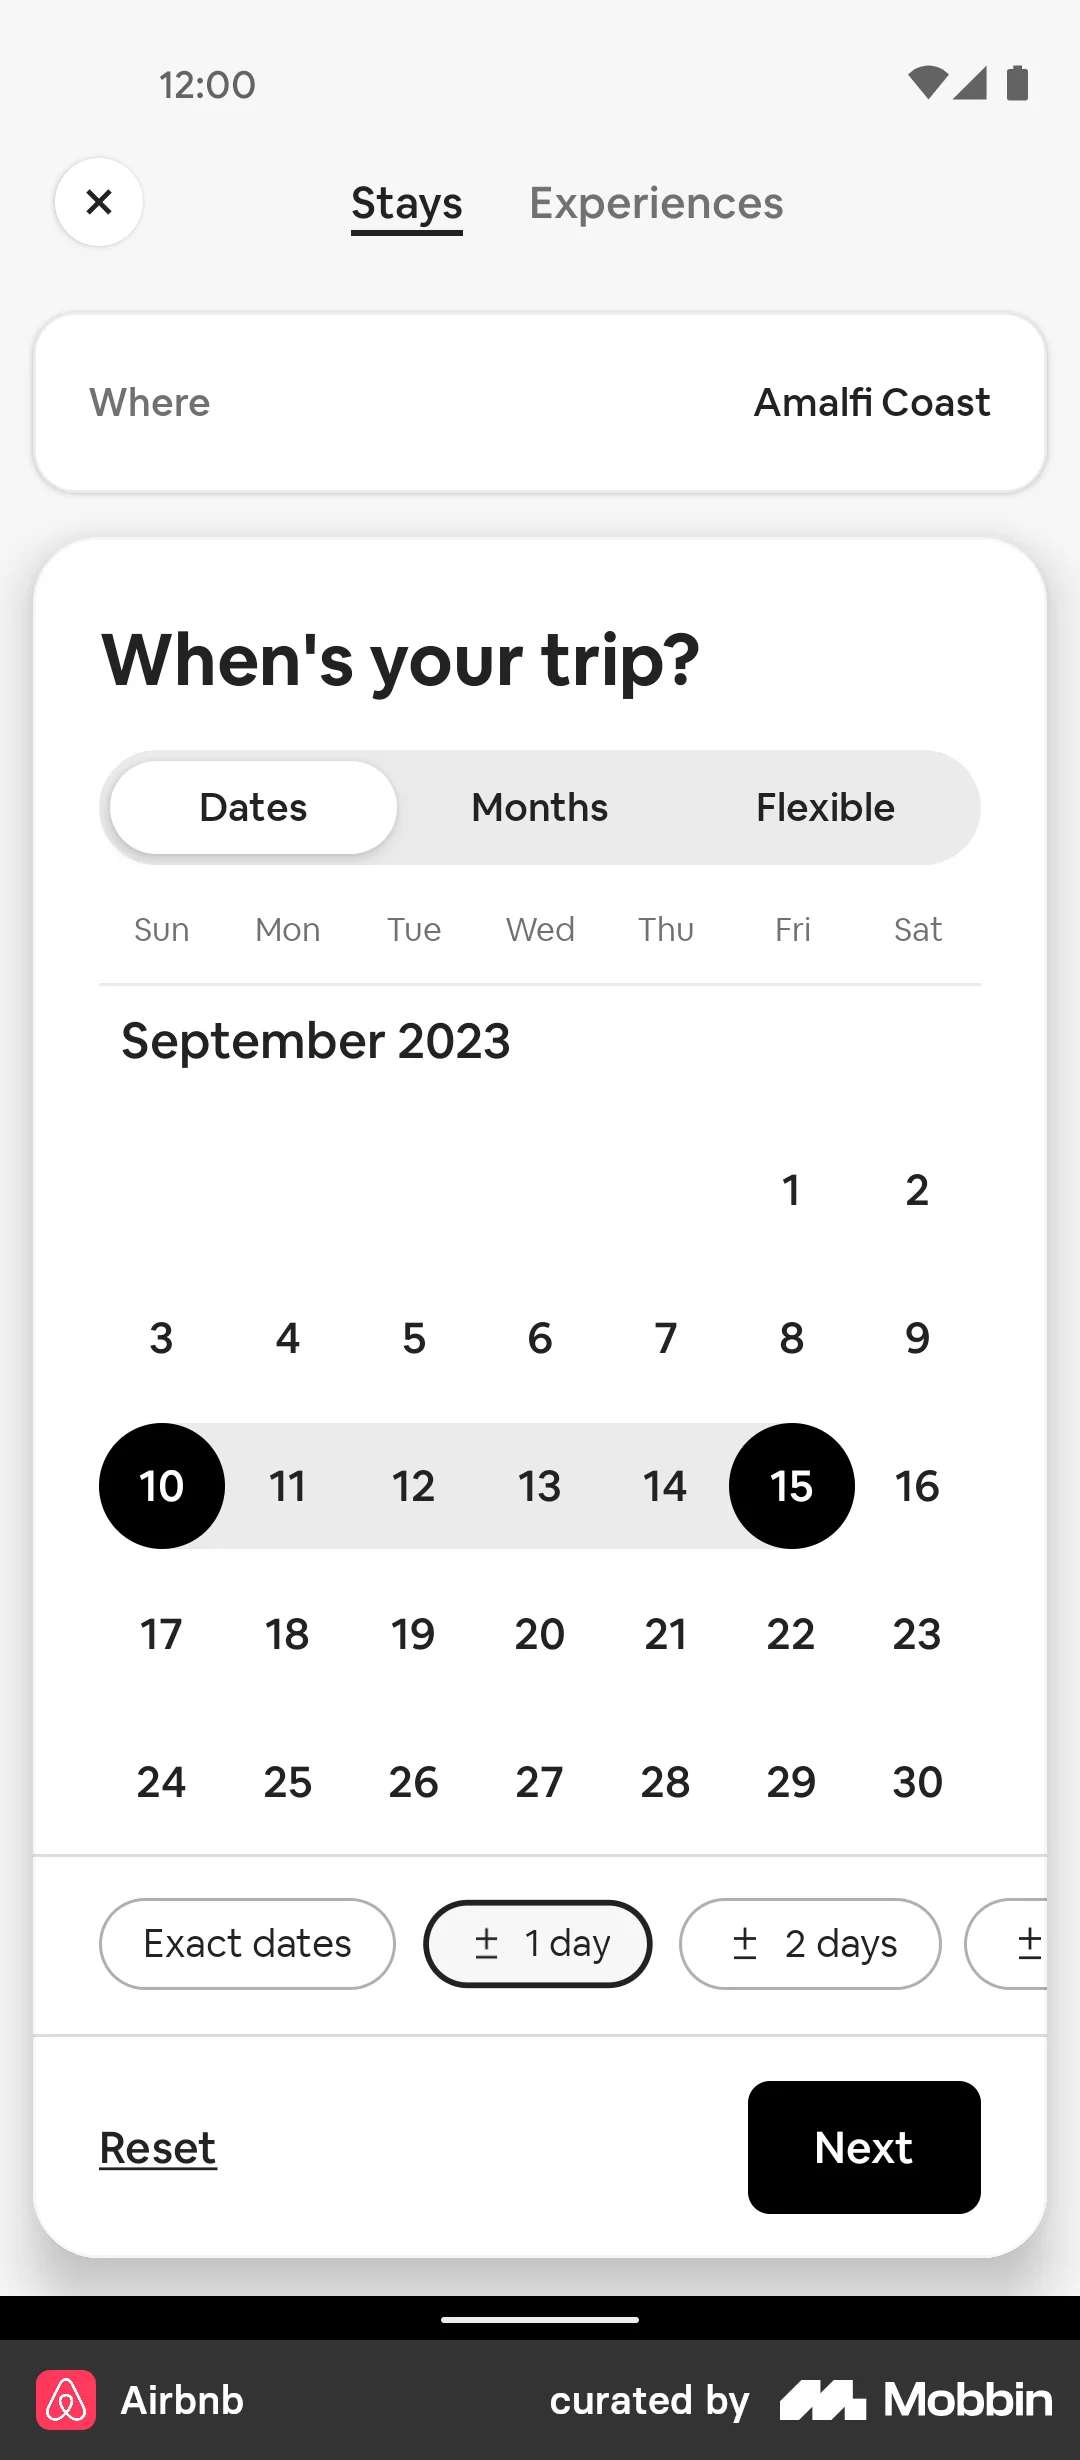 12:00
Stays Experiences
Where Amalfi Coast
When's your trip?
Dates Months Flexible
Sun Mon Tue Wed Thu Fri Sat
September 2023
1 2
3 4 5 6 7 8 9
10 11 12 13 14 15 16
17 18 19 20 21 22 23
24 25 26 27 28 29 30
Exact dates ± 1 day ± 2 days ±
Reset Next
Airbnb curated by Mobbin